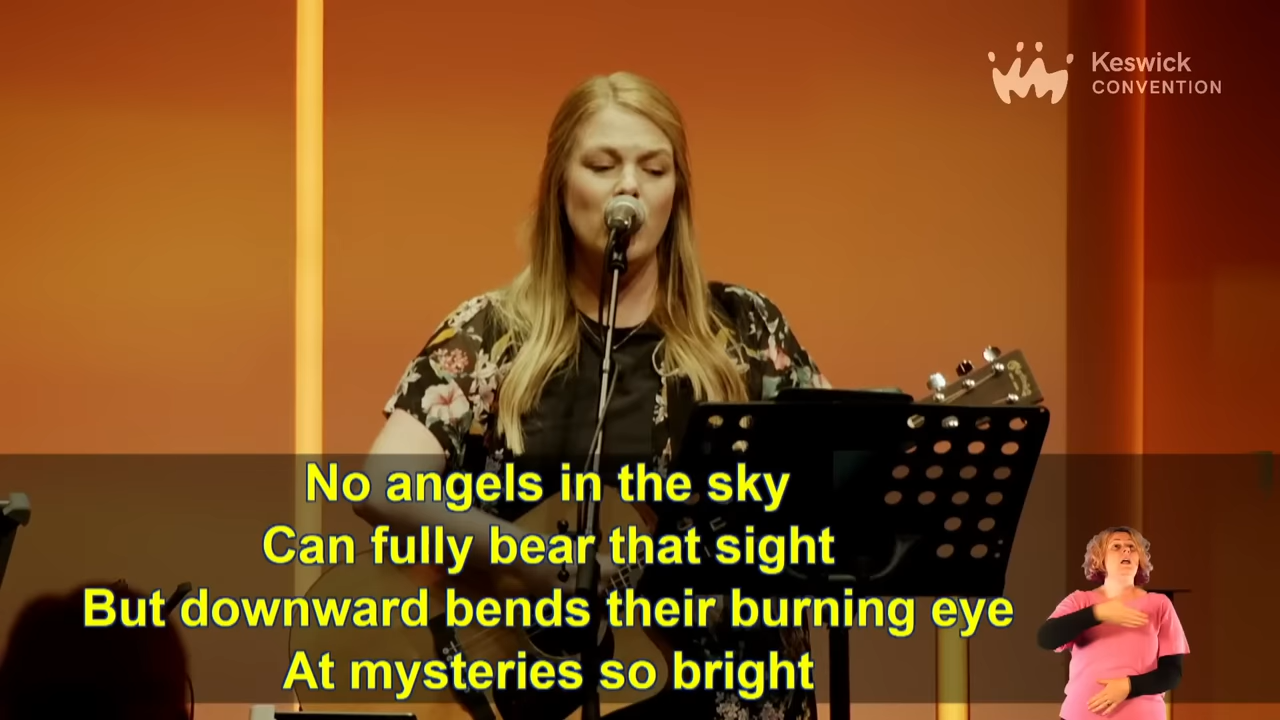 Keswick
CONVENTION
No angels in the sky
Can fully bear that sight
But downward bends their burning eye
At mysteries so bright